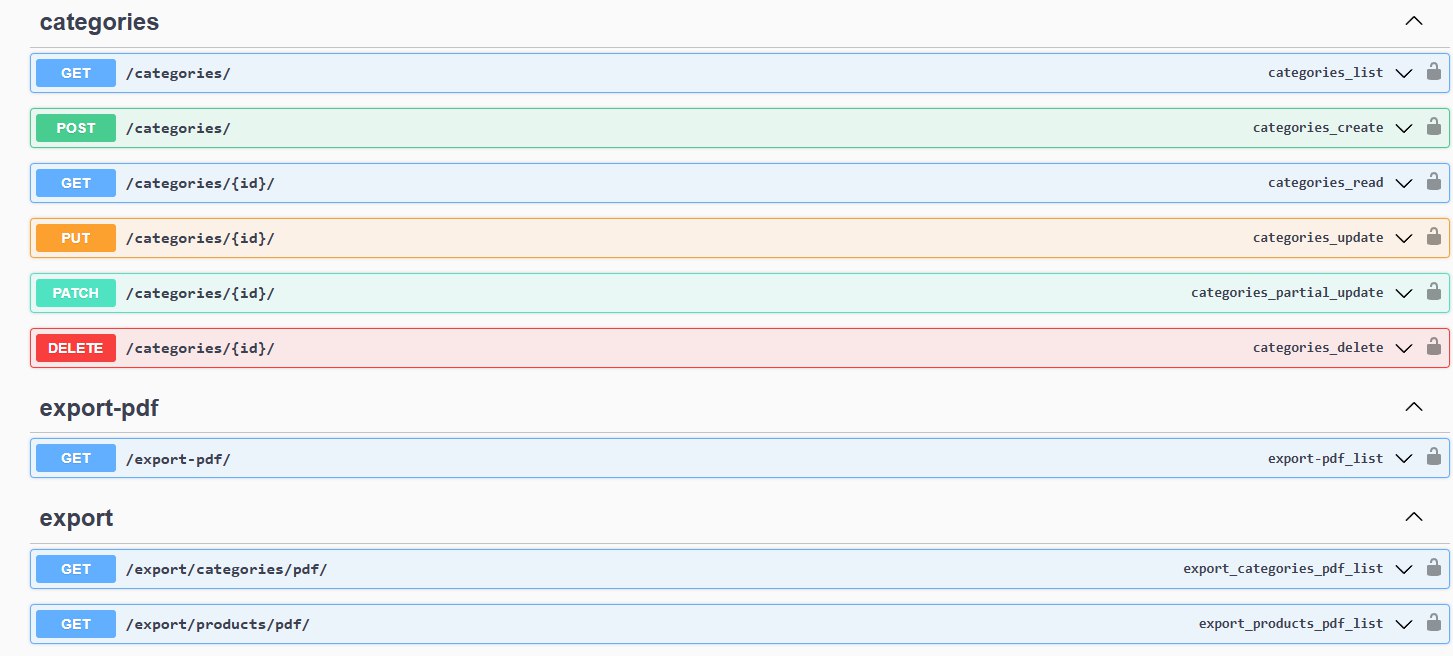 categories
GET /categories/ categories_list
POST /categories/ categories_create
GET /categories/{id}/ categories_read
PUT /categories/{id}/ categories_update
PATCH /categories/{id}/ categories_partial_update
DELETE /categories/{id}/ categories_delete
export-pdf
GET /export-pdf/ export-pdf_list
export
GET /export/categories/pdf/ export_categories_pdf_list
GET /export/products/pdf/ export_products_pdf_list